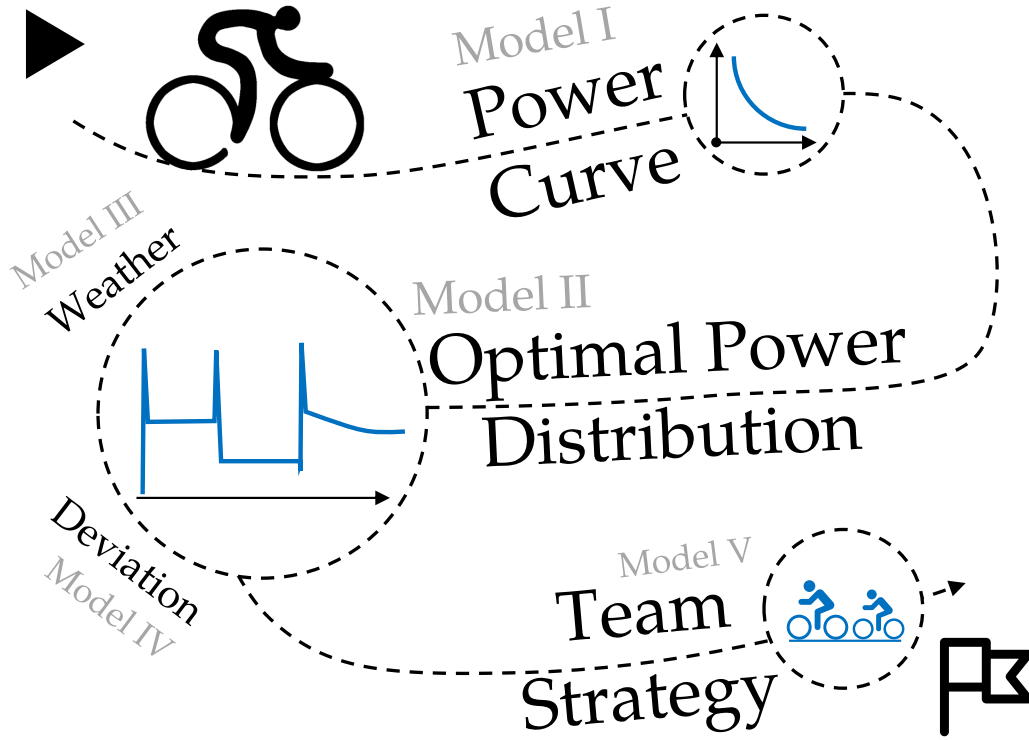 Model I
Power
Curve
Model III
Weather
Model II
Optimal Power
Distribution
Deviation
Model IV
Model V
Team
Strategy